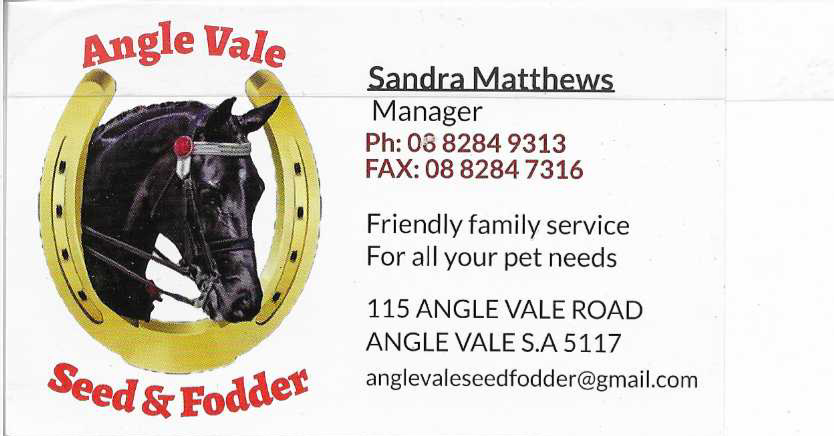 Angle Vale
Seed & Fodder
Sandra Matthews
Manager
Ph: 08 8284 9313
FAX: 08 8284 7316
Friendly family service
For all your pet needs
115 ANGLE VALE ROAD
ANGLE VALE S.A 5117
anglevaleseedfodder@gmail.com